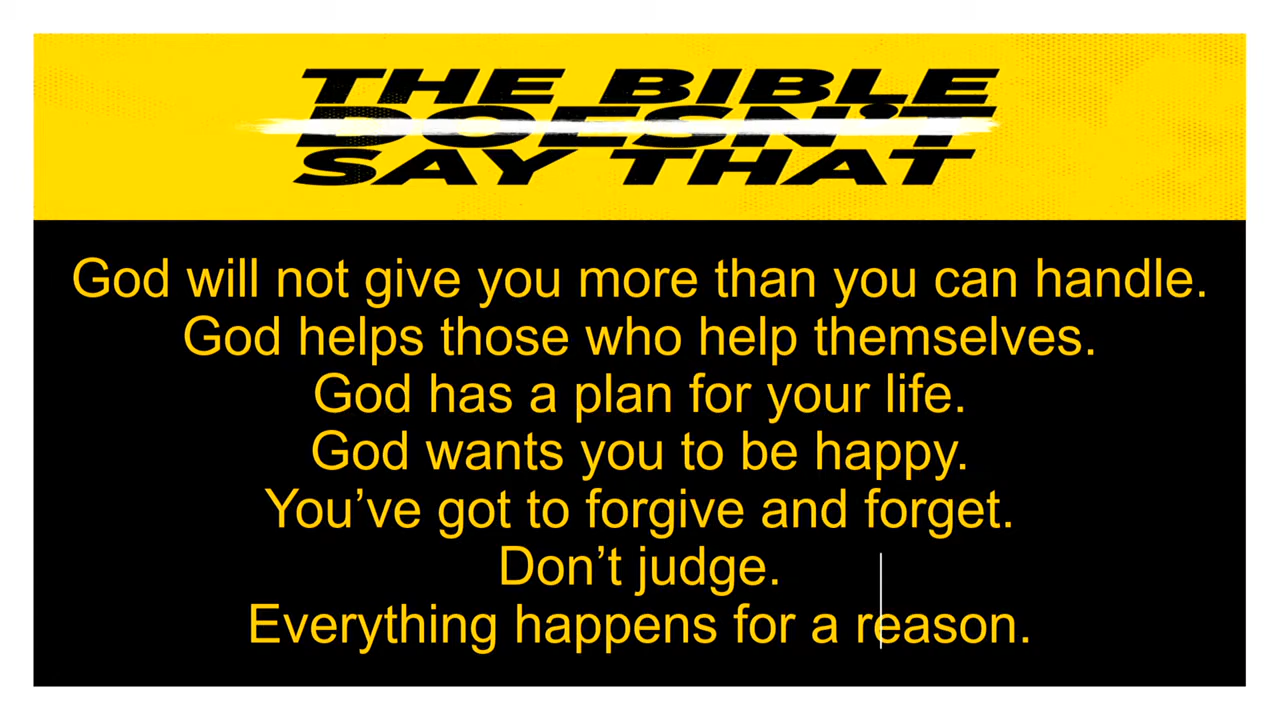 THE BIBLE
DOESN'T
SAY THAT
God will not give you more than you can handle.
God helps those who help themselves.
God has a plan for your life.
God wants you to be happy.
You’ve got to forgive and forget.
Don’t judge.
Everything happens for a reason.